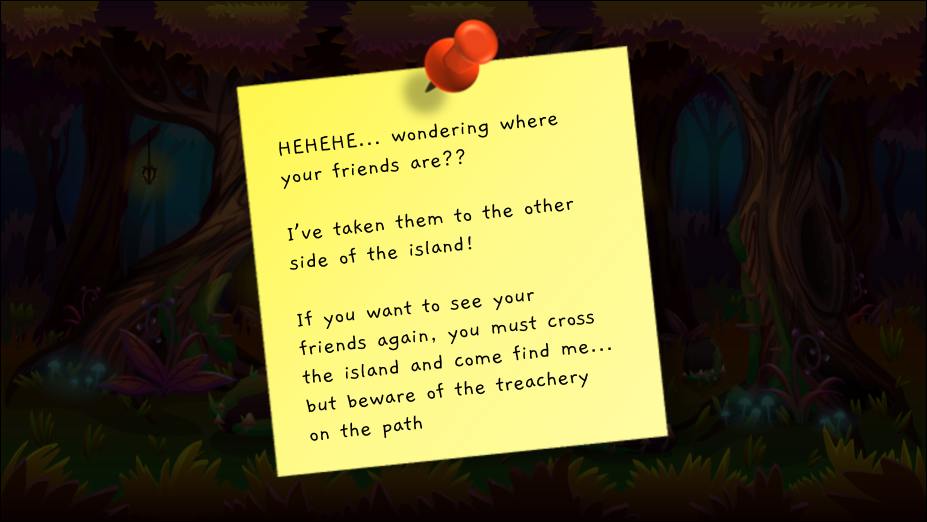 HEHEHE... wondering where
your friends are??
I've taken them to the other
side of the island!
If you want to see your
friends again, you must cross
the island and come find me...
but beware of the treachery
on the path